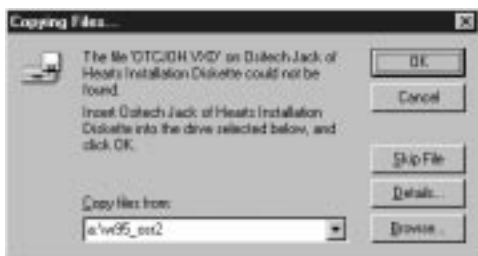 Copying Files...
The file 'OTCJOH.VXD' on Ositech Jack of
Hearts Installation Diskette could not be
found.
Insert Ositech Jack of Hearts Installation
Diskette into the drive selected below, and
click OK.
Copy files from:
a:\w95_osr2
OK
Cancel
Skip File
Details...
Browse...